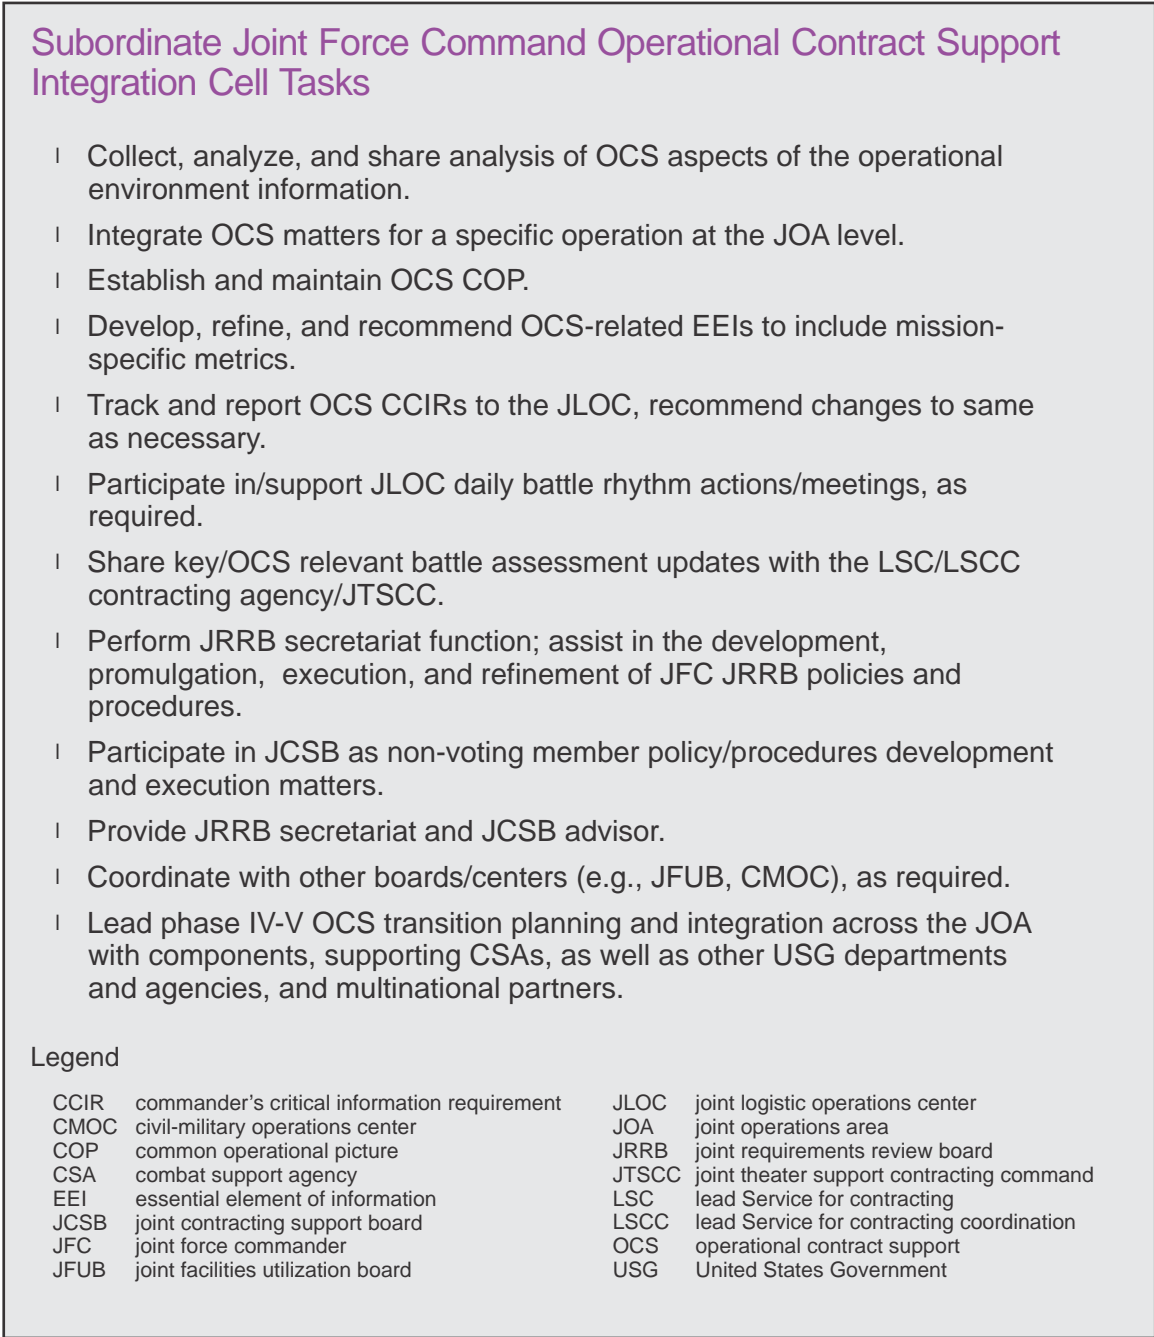 Subordinate Joint Force Command Operational Contract Support
Integration Cell Tasks
l Collect, analyze, and share analysis of OCS aspects of the operational
environment information.
l Integrate OCS matters for a specific operation at the JOA level.
l Establish and maintain OCS COP.
l Develop, refine, and recommend OCS-related EEIs to include mission-
specific metrics.
l Track and report OCS CCIRs to the JLOC, recommend changes to same
as necessary.
l Participate in/support JLOC daily battle rhythm actions/meetings, as
required.
l Share key/OCS relevant battle assessment updates with the LSC/LSCC
contracting agency/JTSCC.
l Perform JRRB secretariat function; assist in the development,
promulgation, execution, and refinement of JFC JRRB policies and
procedures.
l Participate in JCSB as non-voting member policy/procedures development
and execution matters.
l Provide JRRB secretariat and JCSB advisor.
l Coordinate with other boards/centers (e.g., JFUB, CMOC), as required.
l Lead phase IV-V OCS transition planning and integration across the JOA
with components, supporting CSAs, as well as other USG departments
and agencies, and multinational partners.
Legend
CCIR commander's critical information requirement
CMOC civil-military operations center
COP common operational picture
CSA combat support agency
EEI essential element of information
JCSB joint contracting support board
JFC joint force commander
JFUB joint facilities utilization board
JLOC joint logistic operations center
JOA joint operations area
JRRB joint requirements review board
JTSCC joint theater support contracting command
LSC lead Service for contracting
LSCC lead Service for contracting coordination
OCS operational contract support
USG United States Government